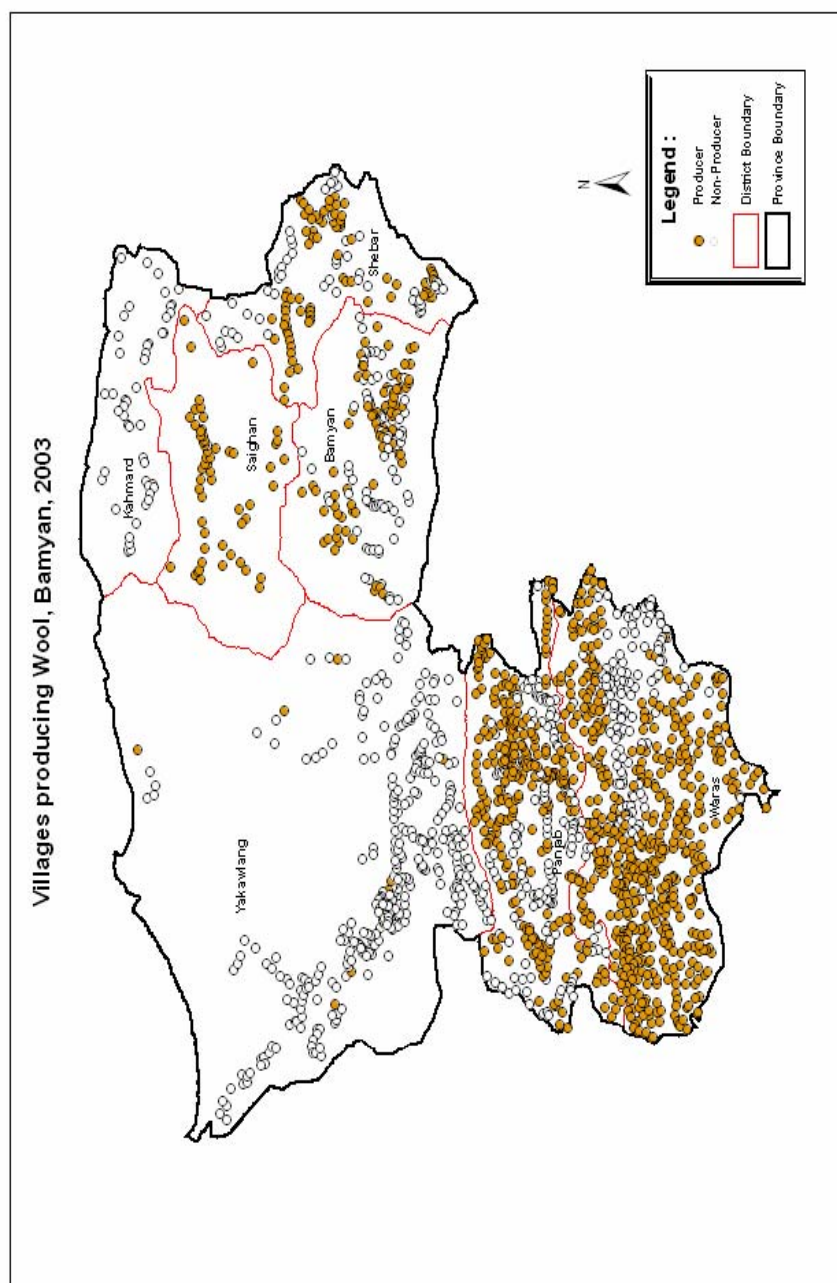 Villages producing Wool, Bamyan, 2003
Kahmard
Saighan
Yakawlang
Bamyan
Shebar
Panjab
Waras
N
Legend :
Producer
Non-Producer
District Boundary
Province Boundary